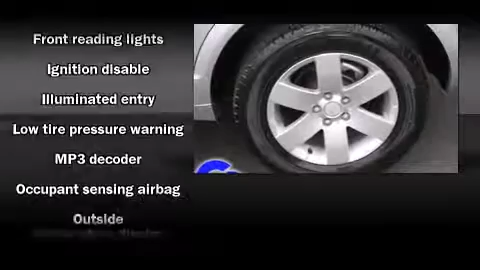 Front reading lights
Ignition disable
Illuminated entry
Low tire pressure warning
MP3 decoder
Occupant sensing airbag
Outside